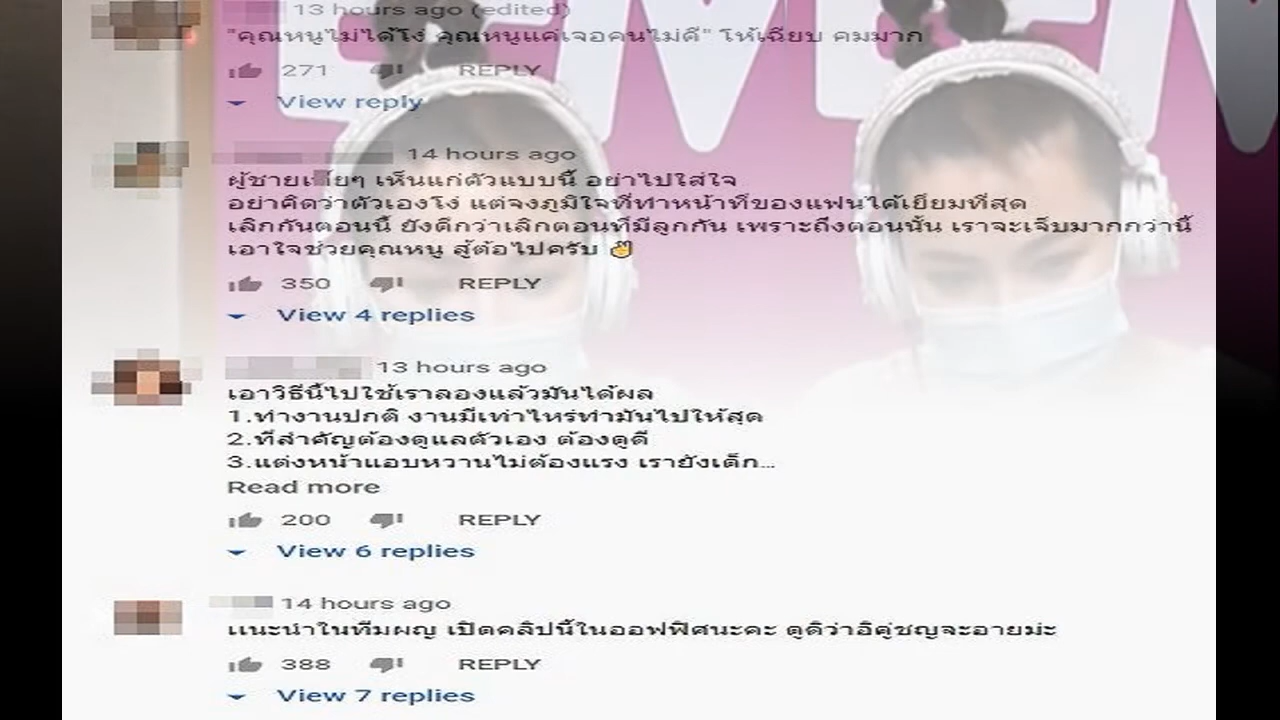 13 hours ago (edited)
"คุณหนูไม่ได้โง่ คุณหนูแค่เจอคนไม่ดี" โห้เฉียบ คมมาก
271 REPLY
View reply
14 hours ago
ผู้ชาย เห็นแก่ตัวแบบนี้ อย่าไปใส่ใจ
อย่าคิดว่าตัวเองโง่ แต่จงภูมิใจที่ทำหน้าที่ของแฟนได้เยี่ยมที่สุด
เลิกกันตอนนี้ ยังดีกว่าเลิกตอนที่มีลูกกัน เพราะถึงตอนนั้น เราจะเจ็บมากกว่านี้
เอาใจช่วยคุณหนู สู้ต่อไปครับ ✌
350 REPLY
View 4 replies
13 hours ago
เอาวิธีนี้ไปใช้เราลองแล้วมันได้ผล
1.ทำงานปกติ งานมีเท่าไหร่ทำมันไปให้สุด
2.ที่สำคัญต้องดูแลตัวเอง ต้องดูดี
3.แต่งหน้าแอบหวานไม่ต้องแรง เรายังเด็ก...
Read more
200 REPLY
View 6 replies
14 hours ago
แนะนำในทีมผญ เปิดคลิปนี้ในออฟฟิศนะคะ ดูดิว่าอิคู่ชญจะอายมะ
388 REPLY
View 7 replies